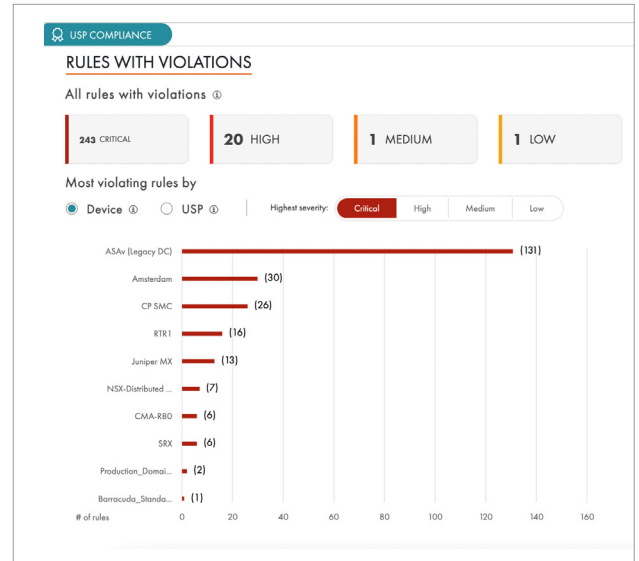 USP COMPLIANCE
RULES WITH VIOLATIONS
All rules with violations
243 CRITICAL
20 HIGH
1 MEDIUM
1 LOW
Most violating rules by
Device USP Highest severity: Critical High Medium Low
ASAv (Legacy DC) (131)
Amsterdam (30)
CP SMC (26)
RTR1 (16)
Juniper MX (13)
NSX-Distributed ... (7)
CMA-R80 (6)
SRX (6)
Production_Domai... (2)
Barracuda_Standa... (1)
# of rules 0 20 40 60 80 100 120 140 160